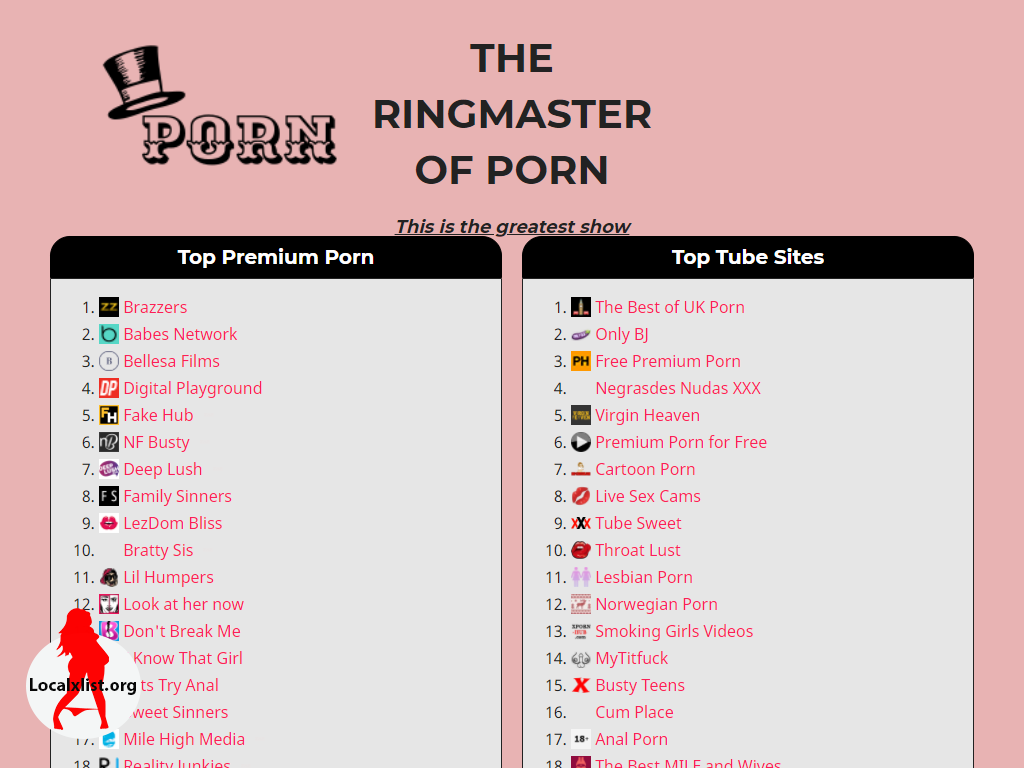 PORN
THE
RINGMASTER
OF PORN
This is the greatest show
Top Premium Porn
1. Brazzers
2. Babes Network
3. Bellesa Films
4. Digital Playground
5. Fake Hub
6. NF Busty
7. Deep Lush
8. Family Sinners
9. LezDom Bliss
10. Bratty Sis
11. Lil Humpers
12. Look at her now
Don't Break Me
Know That Girl
ts Try Anal
weet Sinners
17. Mile High Media
18. Reality Junkies
Localxlist.org
Top Tube Sites
1. The Best of UK Porn
2. Only BJ
3. PH Free Premium Porn
4. Negrasdes Nudas XXX
5. Virgin Heaven
6. Premium Porn for Free
7. Cartoon Porn
8. Live Sex Cams
9. XXX Tube Sweet
10. Throat Lust
11. Lesbian Porn
12. Norwegian Porn
13. Smoking Girls Videos
14. MyTitfuck
15. Busty Teens
16. Cum Place
17. 18+ Anal Porn
18. The Best MILF and Wives